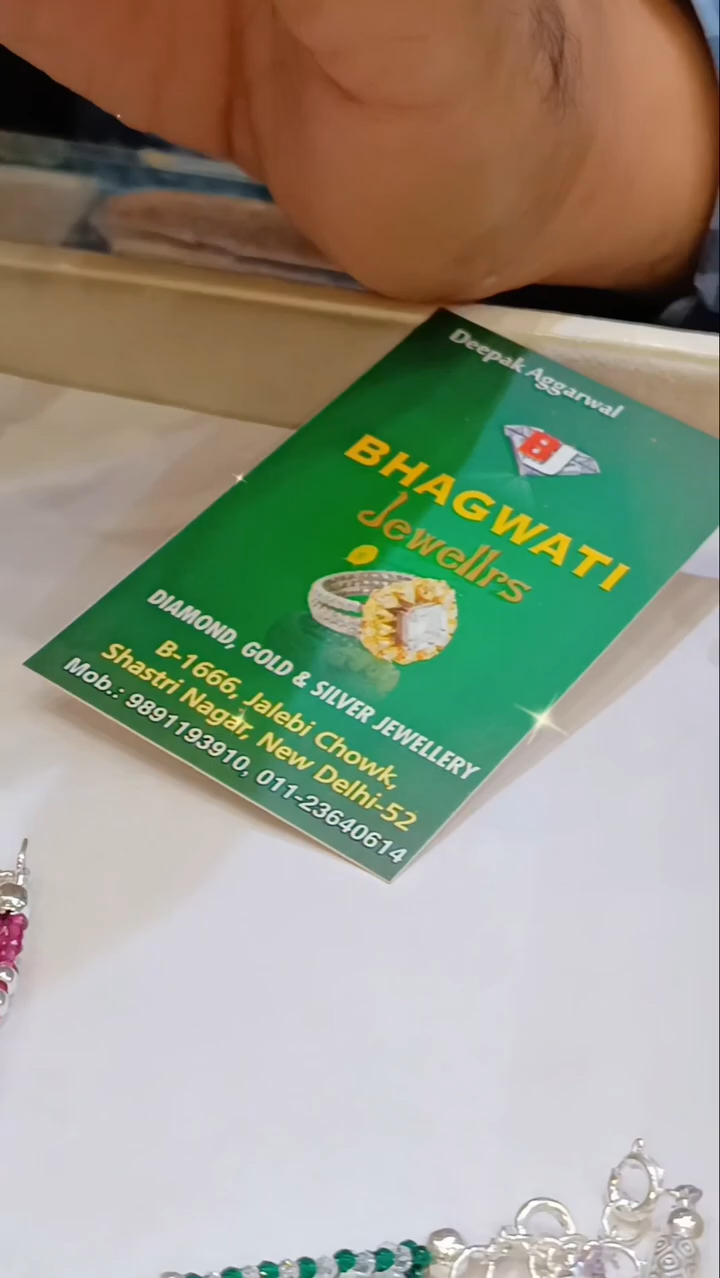 Deepak Aggarwal
BJ
BHAGWATI
Jewellrs
DIAMOND, GOLD & SILVER JEWELLERY
B-1666, Jalebi Chowk,
Shastri Nagar, New Delhi-52
Mob.: 9891193910, 011-23640614